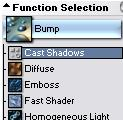 Function Selection
Bump
Cast Shadows
Diffuse
Emboss
Fast Shader
Homogeneous Light